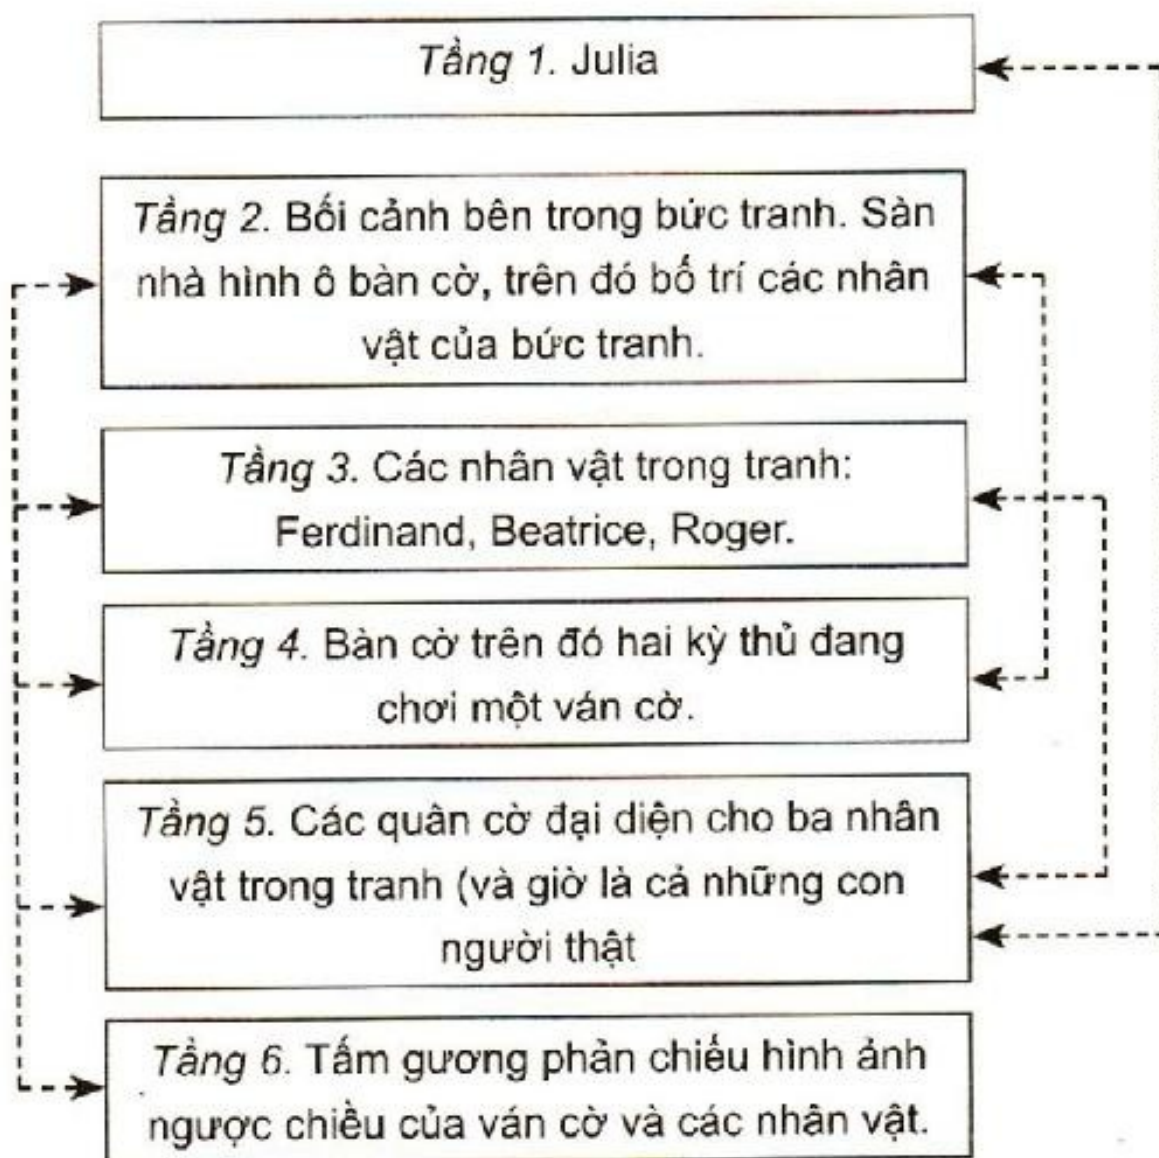 Tầng 1. Julia
Tầng 2. Bối cảnh bên trong bức tranh. Sàn
nhà hình ô bàn cờ, trên đó bố trí các nhân
vật của bức tranh.
Tầng 3. Các nhân vật trong tranh:
Ferdinand, Beatrice, Roger.
Tầng 4. Bàn cờ trên đó hai kỳ thủ đang
chơi một ván cờ.
Tầng 5. Các quân cờ đại diện cho ba nhân
vật trong tranh (và giờ là cả những con
người thật
Tầng 6. Tấm gương phản chiếu hình ảnh
ngược chiều của ván cờ và các nhân vật.